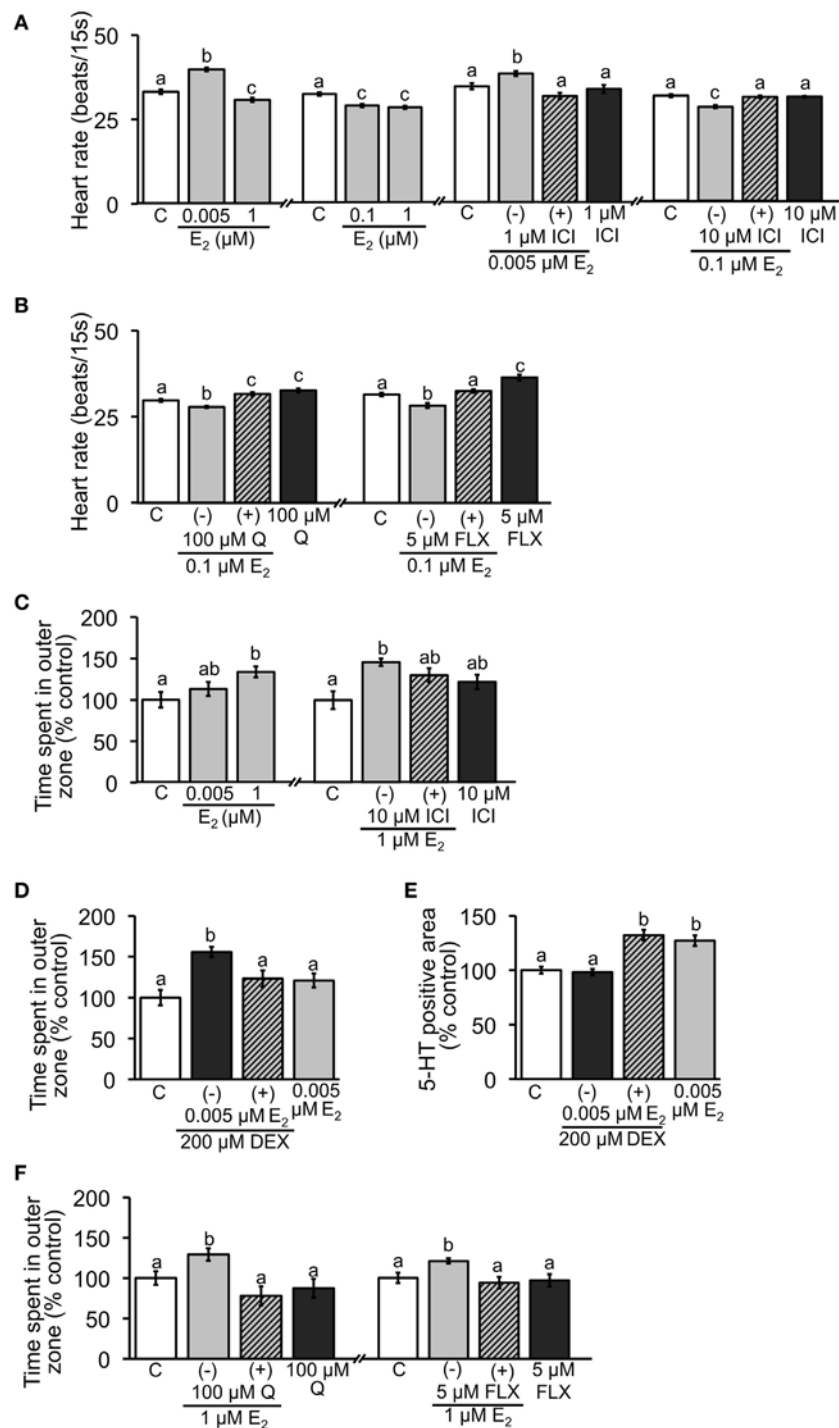 A
Heart rate (beats/15s)
50
25
0
a b c a c c a b a a a c a a
C 0.005 1 C 0.1 1 C (-) (+) 1 µM C (-) (+) 10 µM
E2 (µM) E2 (µM) 1 µM ICI ICI 10 µM ICI ICI
0.005 µM E2 0.1 µM E2
B
Heart rate (beats/15s)
50
25
0
a b c c a b a c
C (-) (+) 100 µM C (-) (+) 5 µM
100 µM Q Q 5 µM FLX FLX
0.1 µM E2 0.1 µM E2
C
Time spent in outer
zone (% control)
200
150
100
50
0
a ab b a b ab ab
C 0.005 1 C (-) (+) 10 µM
E2 (µM) 10 µM ICI ICI
1 µM E2
D
Time spent in outer
zone (% control)
200
150
100
50
0
a b a a
C (-) (+) 0.005
0.005 µM E2 µM E2
200 µM DEX
E
5-HT positive area
(% control)
150
100
50
0
a a b b
C (-) (+) 0.005
0.005 µM E2 µM E2
200 µM DEX
F
Time spent in outer
zone (% control)
200
150
100
50
0
a b a a a b a a
C (-) (+) 100 µM C (-) (+) 5 µM
100 µM Q Q 5 µM FLX FLX
1 µM E2 1 µM E2